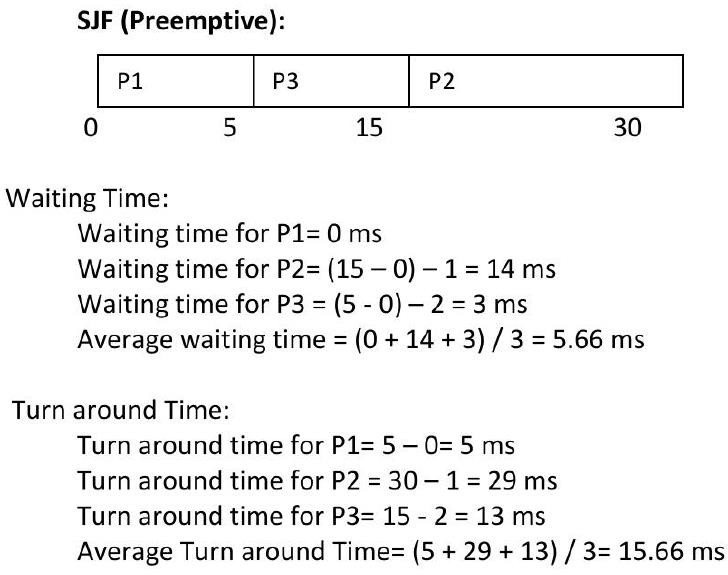 SJF (Preemptive):
P1 P3 P2
0 5 15 30
Waiting Time:
Waiting time for P1= 0 ms
Waiting time for P2= (15 – 0) – 1 = 14 ms
Waiting time for P3 = (5 - 0) – 2 = 3 ms
Average waiting time = (0 + 14 + 3) / 3 = 5.66 ms
Turn around Time:
Turn around time for P1= 5 – 0= 5 ms
Turn around time for P2 = 30 – 1 = 29 ms
Turn around time for P3= 15 - 2 = 13 ms
Average Turn around Time= (5 + 29 + 13) / 3= 15.66 ms